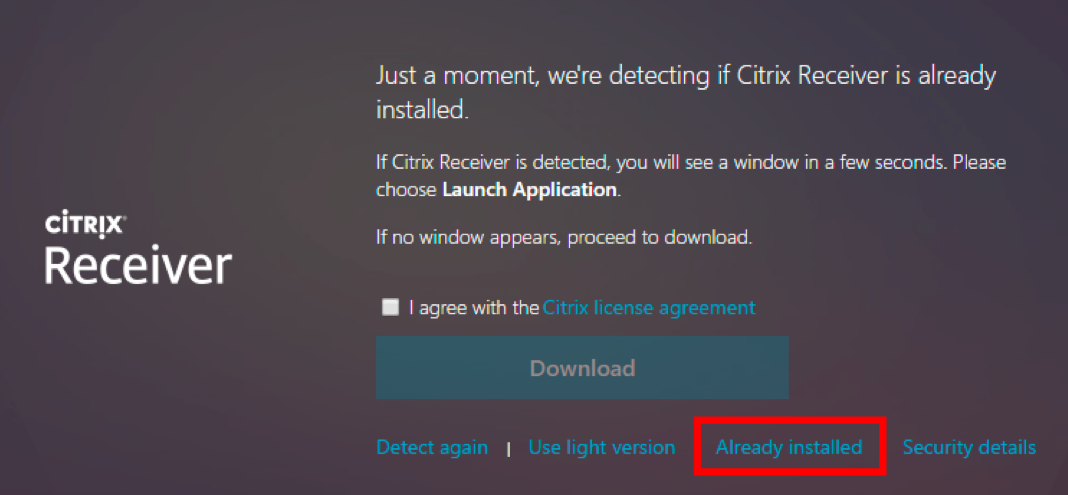 Just a moment, we're detecting if Citrix Receiver is already
installed.
If Citrix Receiver is detected, you will see a window in a few seconds. Please
choose Launch Application.
If no window appears, proceed to download.
CİTRIX®
Receiver
I agree with the Citrix license agreement
Download
Detect again | Use light version Already installed Security details